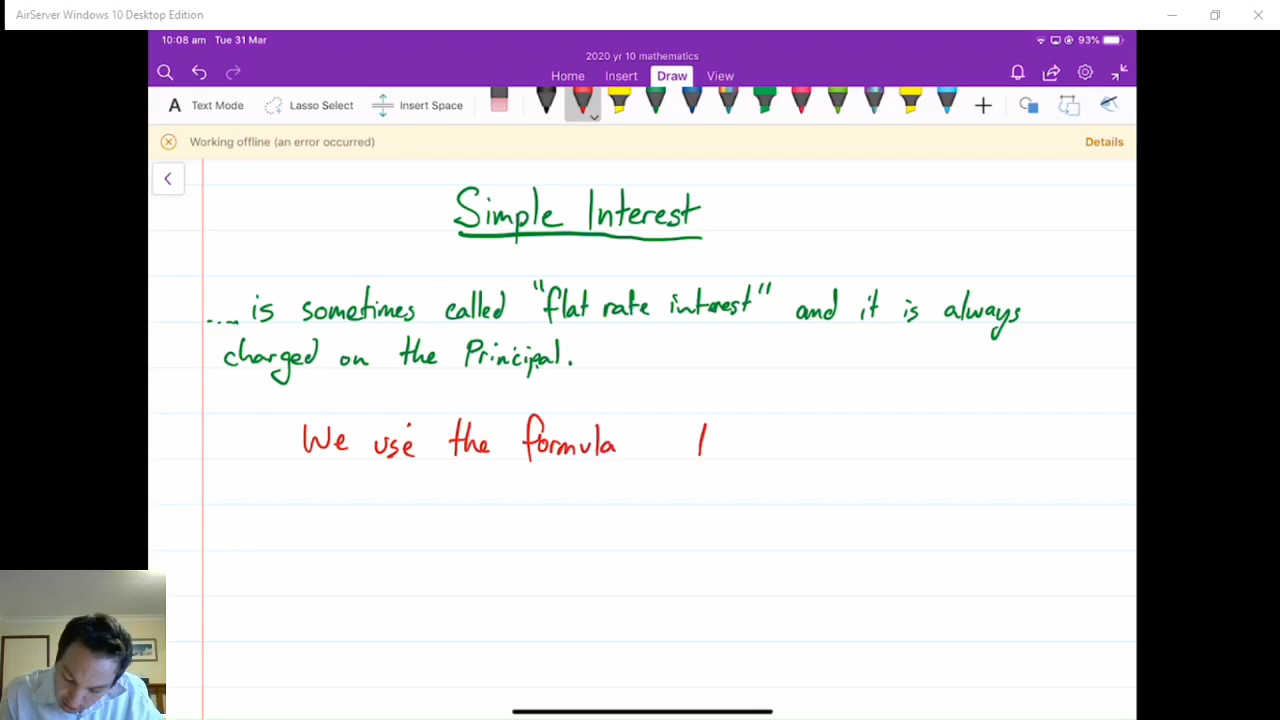 AirServer Windows 10 Desktop Edition
10:08 am Tue 31 Mar
93%
2020 yr 10 mathematics
Home Insert Draw View
A Text Mode Lasso Select Insert Space
Working offline (an error occurred)
Details
Simple Interest
.... is sometimes called "flat rate interest" and it is always
charged on the Principal.
We use the formula I